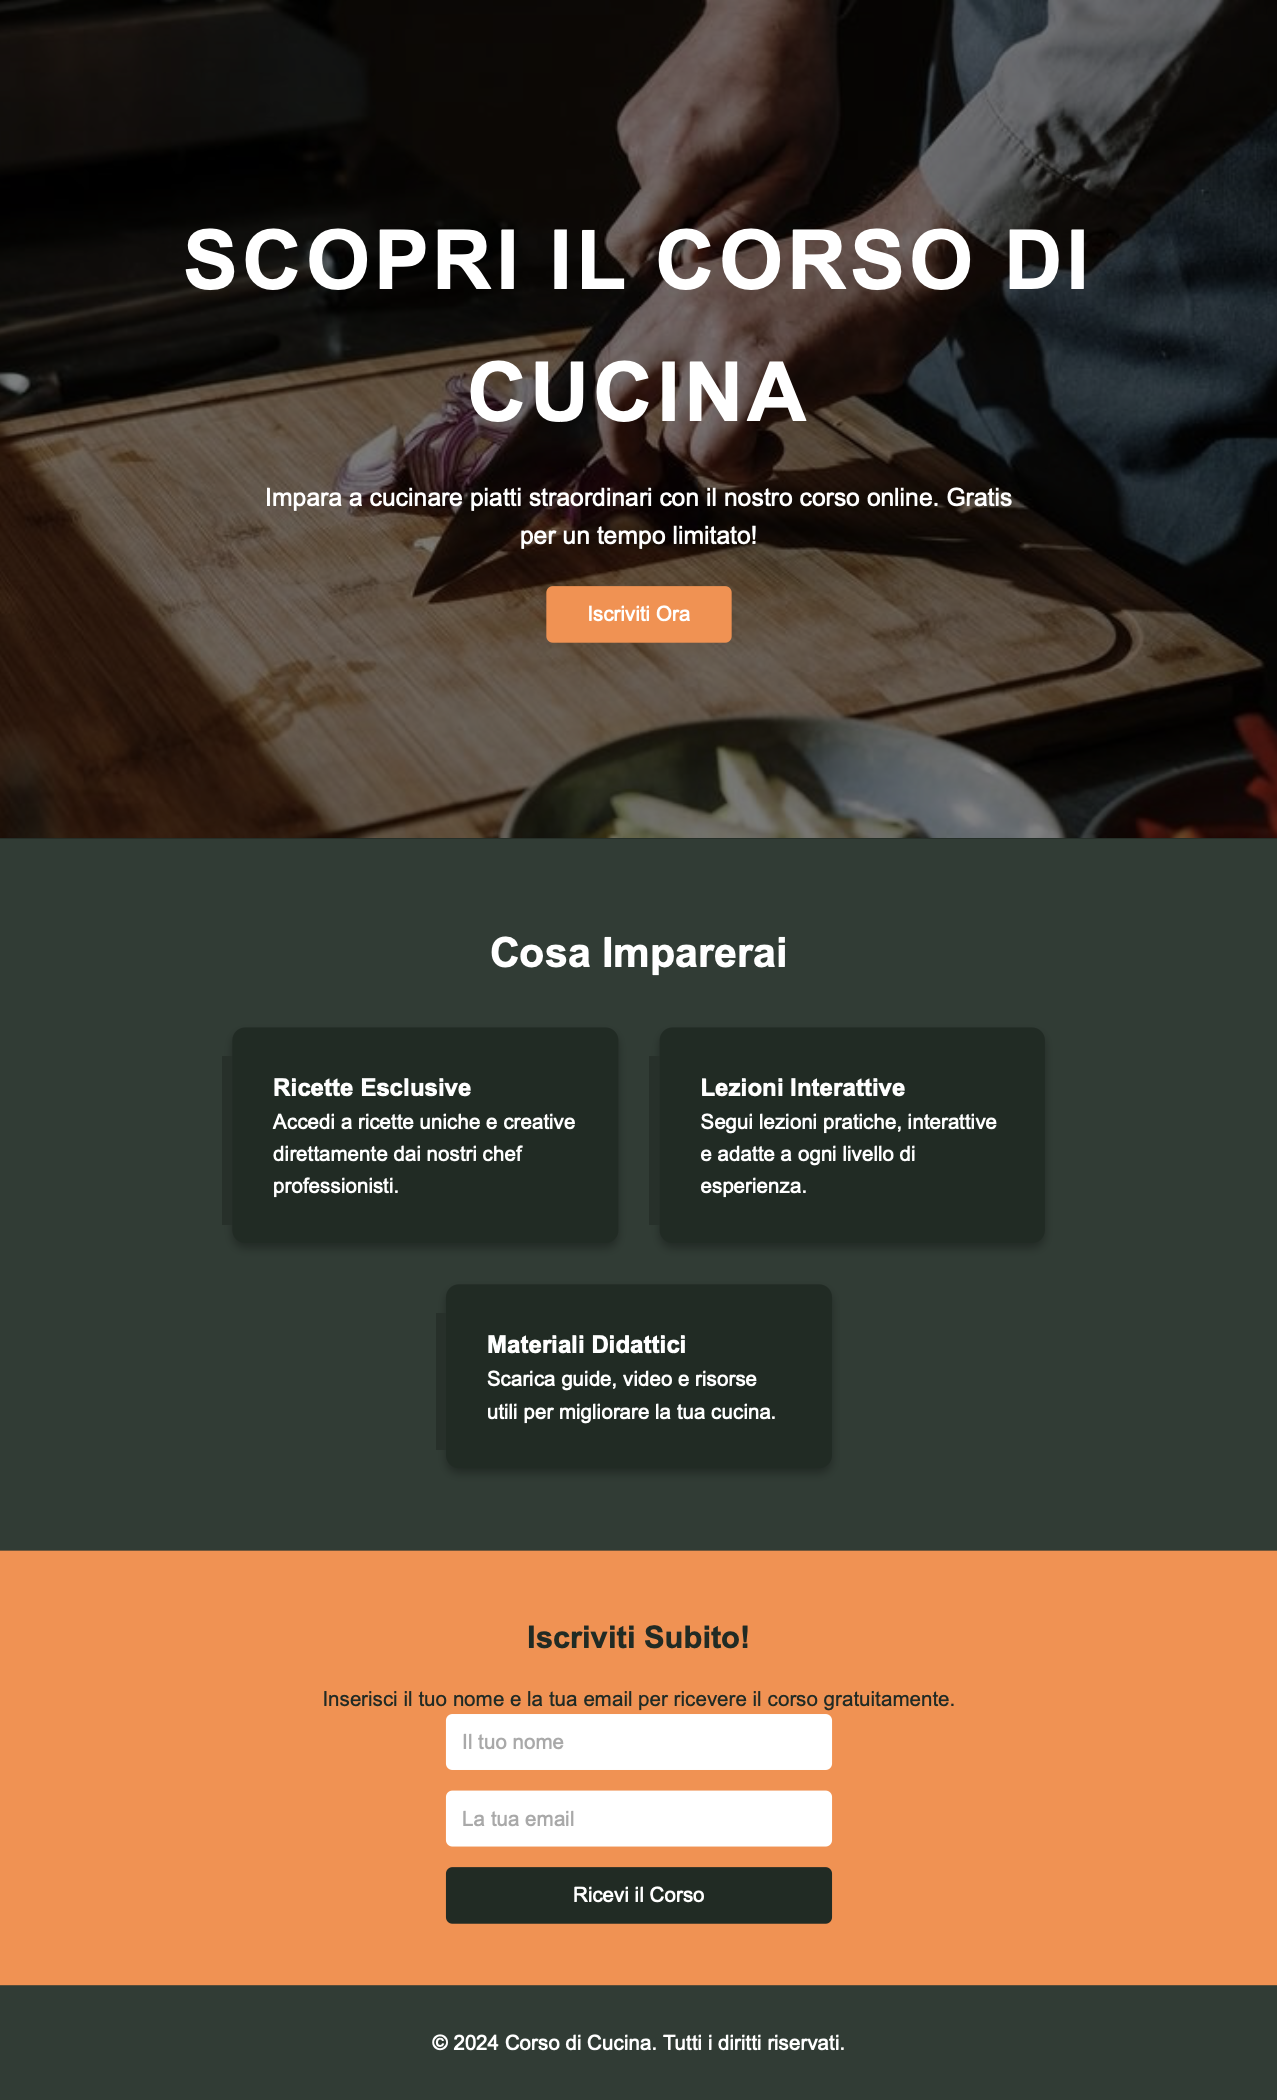 SCOPRI IL CORSO DI
CUCINA
Impara a cucinare piatti straordinari con il nostro corso online. Gratis
per un tempo limitato!
Iscriviti Ora
Cosa Imparerai
Ricette Esclusive
Accedi a ricette uniche e creative
direttamente dai nostri chef
professionisti.
Lezioni Interattive
Segui lezioni pratiche, interattive
e adatte a ogni livello di
esperienza.
Materiali Didattici
Scarica guide, video e risorse
utili per migliorare la tua cucina.
Iscriviti Subito!
Inserisci il tuo nome e la tua email per ricevere il corso gratuitamente.
Il tuo nome
La tua email
Ricevi il Corso
© 2024 Corso di Cucina. Tutti i diritti riservati.